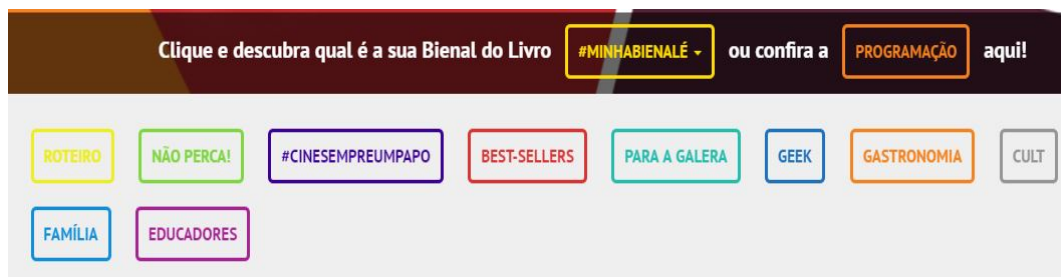 Clique e descubra qual é a sua Bienal do Livro #MINHABIENALÉ ou confira a PROGRAMAÇÃO aqui!
ROTEIRO NÃO PERCA! #CINESEMPREUMPAPO BEST-SELLERS PARA A GALERA GEEK GASTRONOMIA CULT
FAMÍLIA EDUCADORES